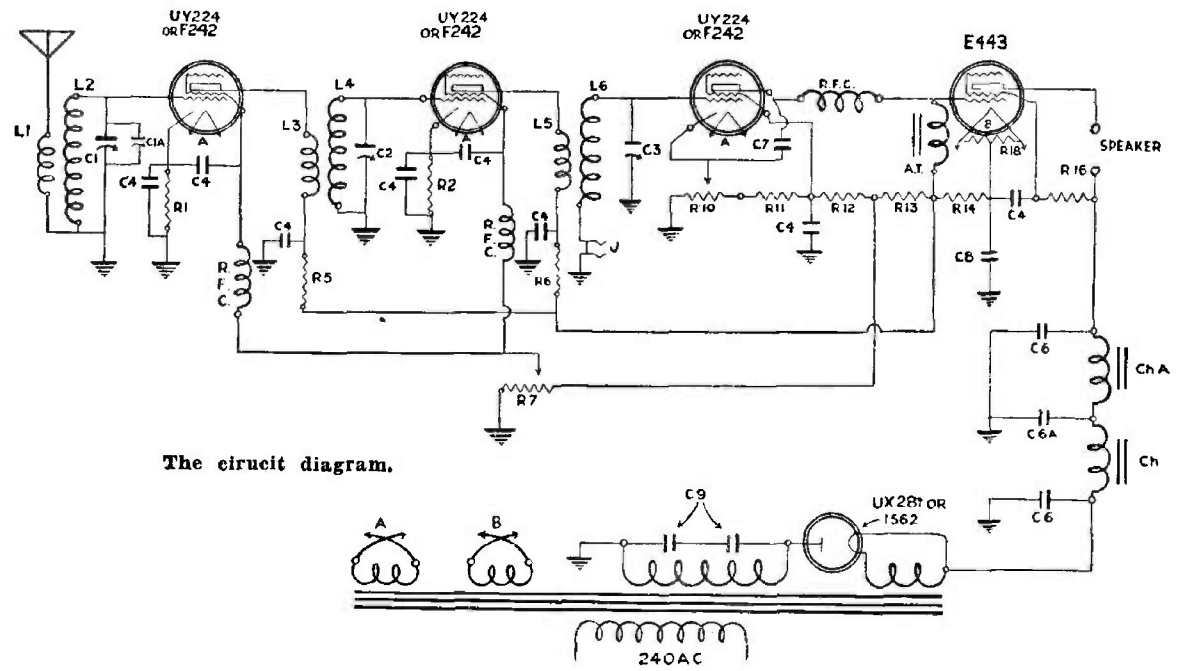 UY224
OR F242
UY224
OR F242
UY224
OR F242
E443
L2
L4
L6
R.F.C.
L1
C1
C1A
A
L3
C2
A
L5
C3
A
C7
B
R18
A.T.
SPEAKER
C4
C4
R1
C4
C4
R2
R16
R10
R11
R12
R13
R14
C4
C4
C4
C4
R.
F.
C.
R5
R.
F.
C.
R6
J
C8
R7
C6
Ch A
C6A
Ch
The cirucit diagram.
C6
A
B
C9
UX281 OR
1562
240AC